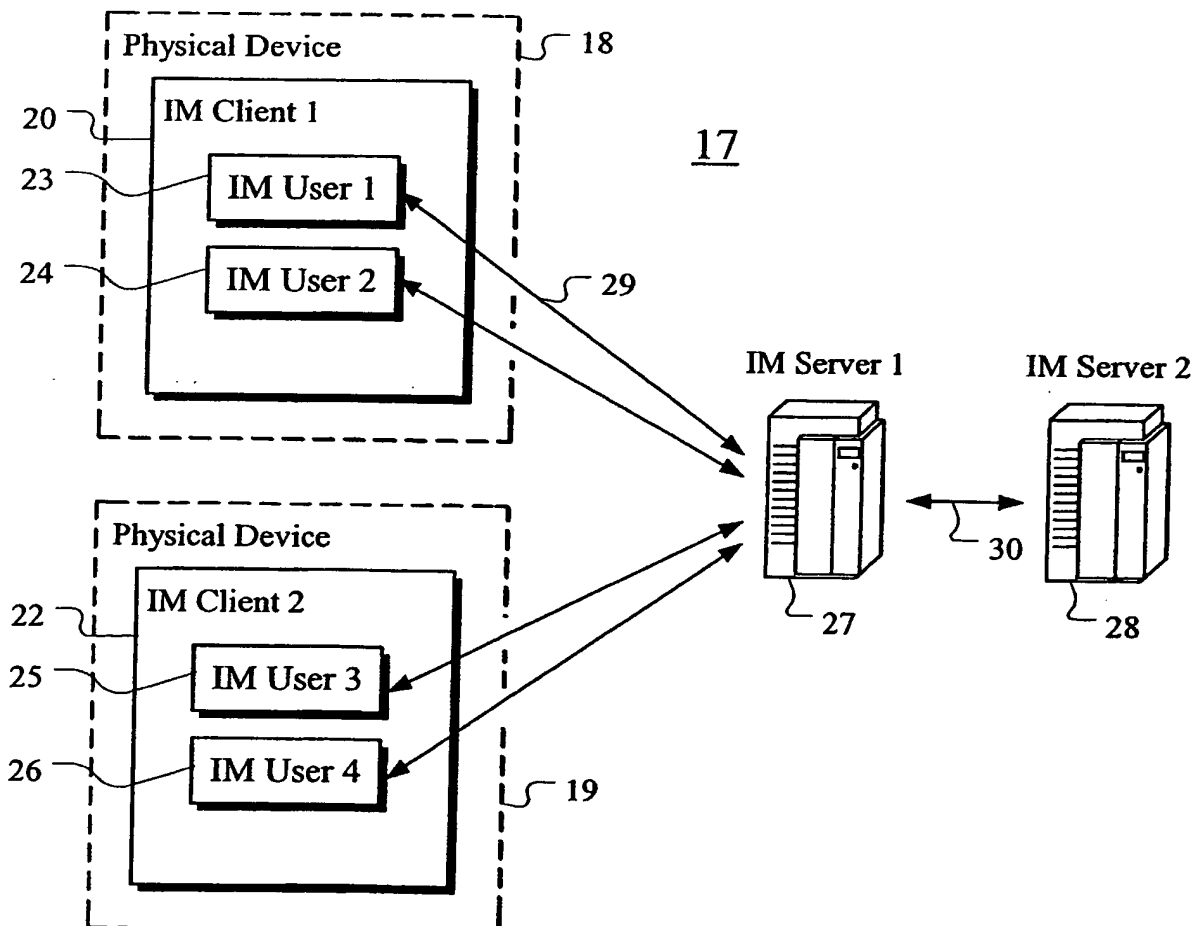 Physical Device
18
IM Client 1
20
17
23
IM User 1
24
IM User 2
29
IM Server 1
IM Server 2
Physical Device
30
IM Client 2
22
27
28
25
IM User 3
26
IM User 4
19